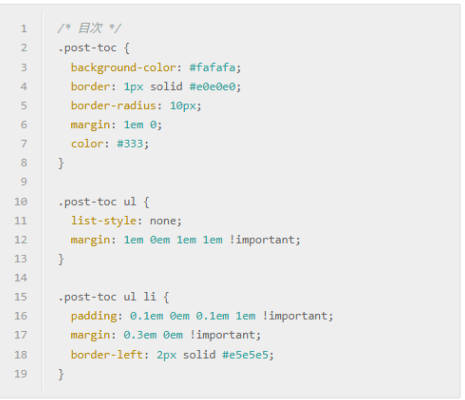 1 /* 目次 */
2 .post-toc {
3   background-color: #fafafa;
4   border: 1px solid #e0e0e0;
5   border-radius: 10px;
6   margin: 1em 0;
7   color: #333;
8 }
9
10 .post-toc ul {
11   list-style: none;
12   margin: 1em 0em 1em 1em !important;
13 }
14
15 .post-toc ul li {
16   padding: 0.1em 0em 0.1em 1em !important;
17   margin: 0.3em 0em !important;
18   border-left: 2px solid #e5e5e5;
19 }